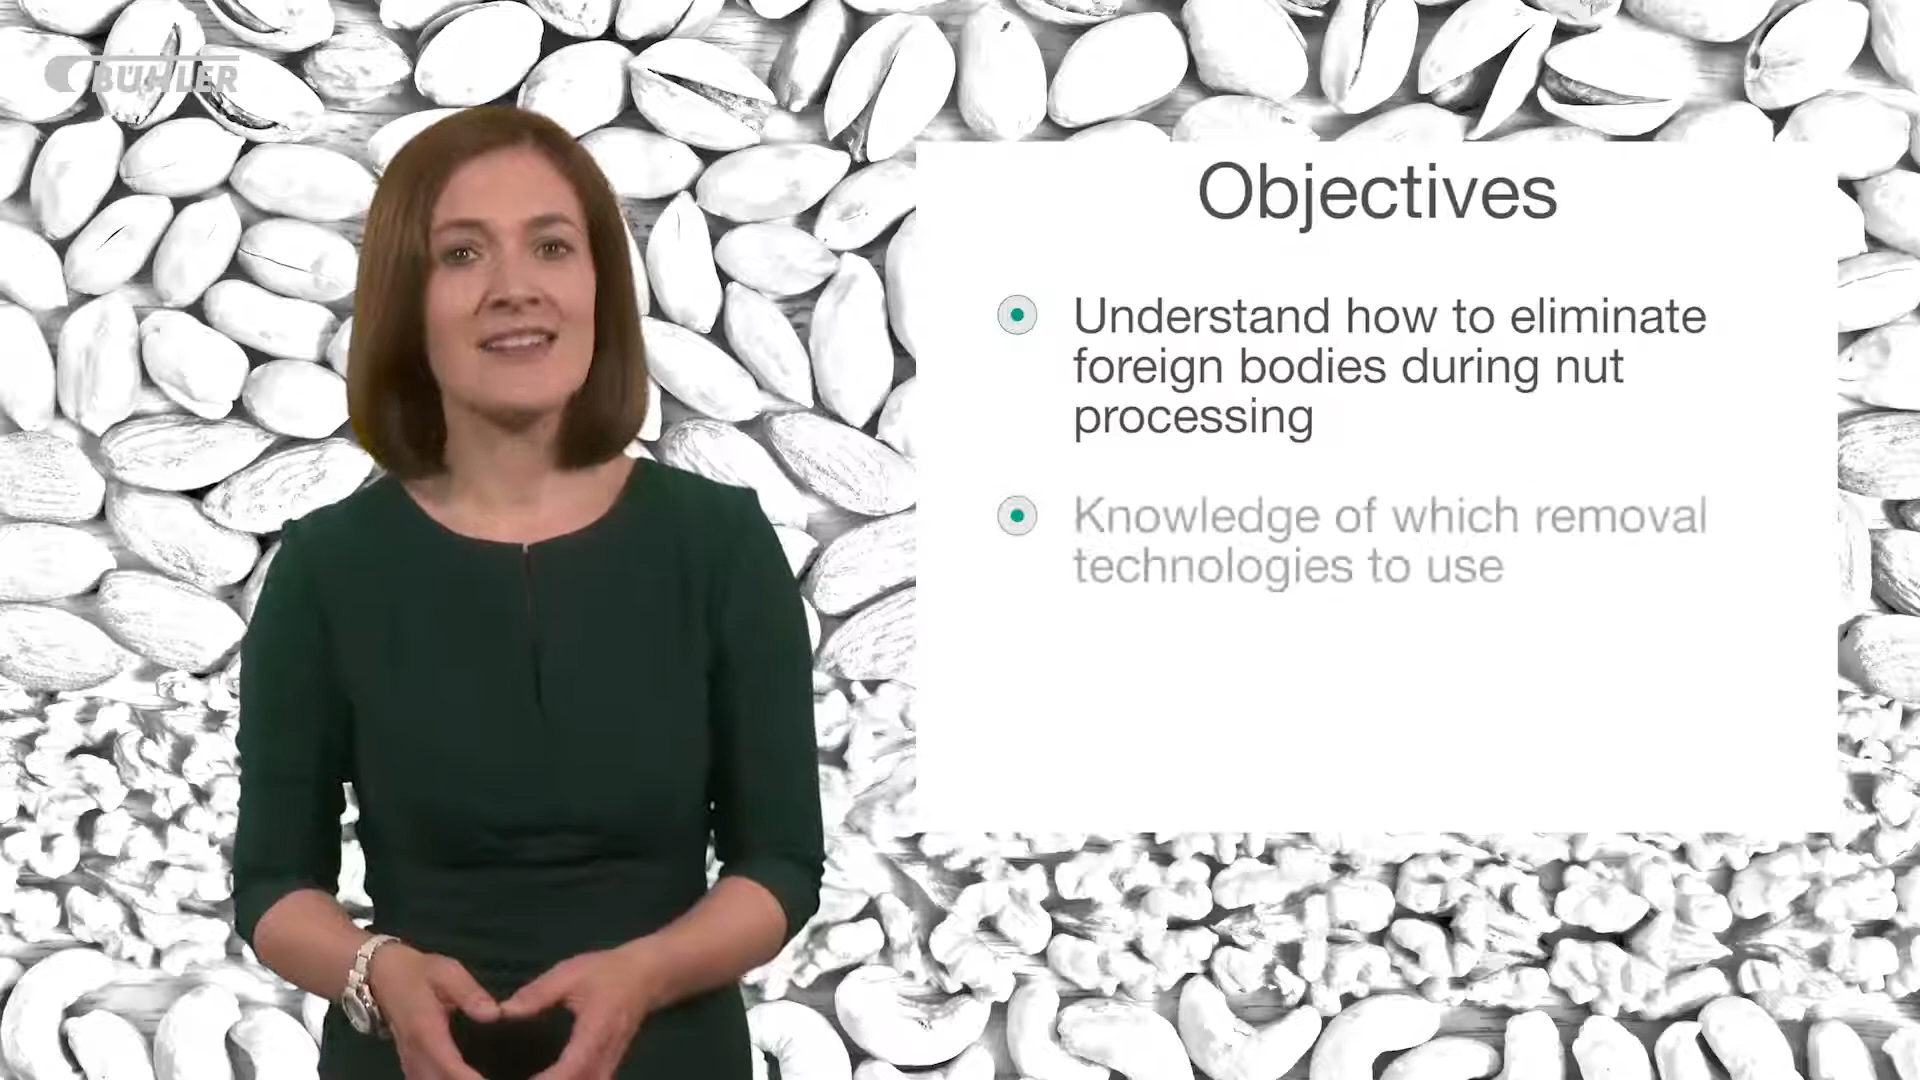 BÜHLER
Objectives
Understand how to eliminate
foreign bodies during nut
processing
Knowledge of which removal
technologies to use